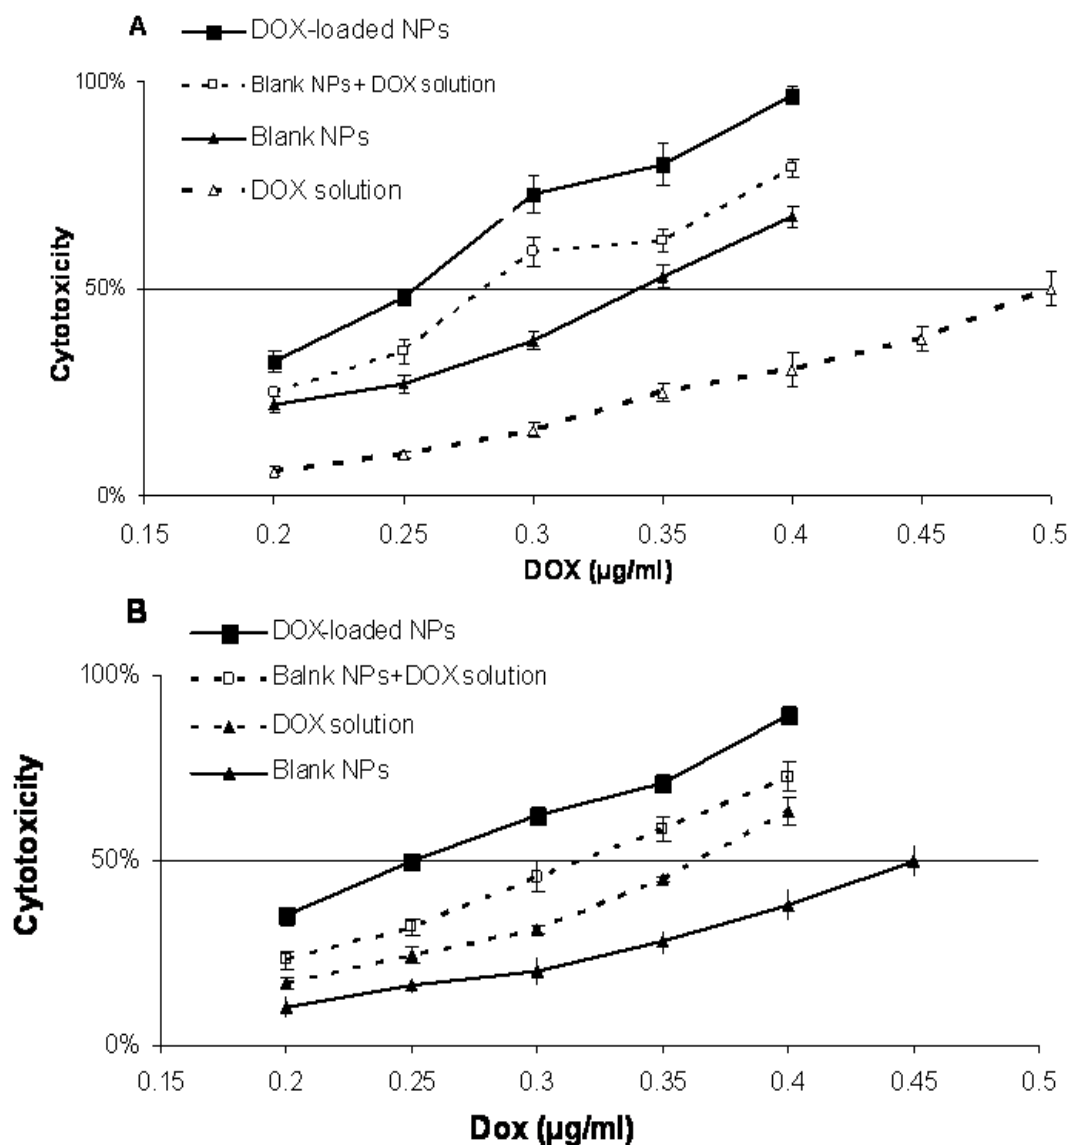 A
DOX-loaded NPs
100%
Blank NPs+ DOX solution
Blank NPs
DOX solution
Cytotoxicity
50%
0%
0.15 0.2 0.25 0.3 0.35 0.4 0.45 0.5
DOX (µg/ml)
B
DOX-loaded NPs
100%
Balnk NPs+DOX solution
DOX solution
Blank NPs
Cytotoxicity
50%
0%
0.15 0.2 0.25 0.3 0.35 0.4 0.45 0.5
Dox (µg/ml)